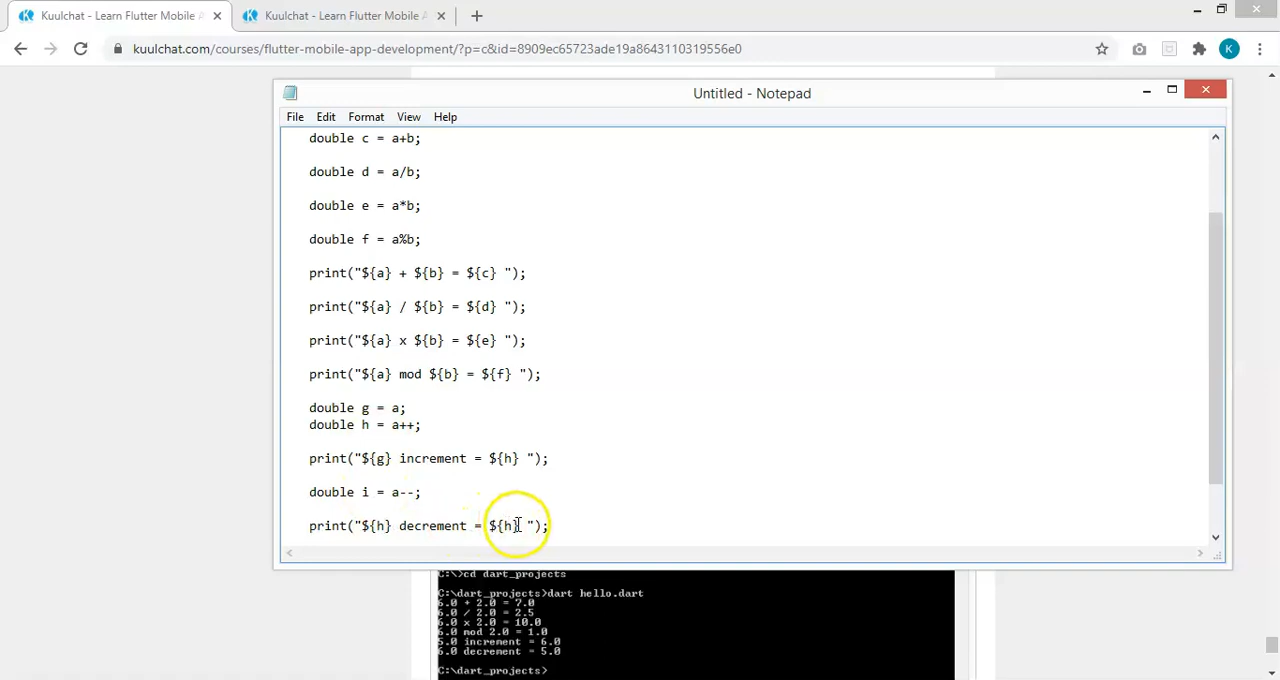 Kuulchat - Learn Flutter Mobile A
Kuulchat - Learn Flutter Mobile A
kuulchat.com/courses/flutter-mobile-app-development/?p=c&id=8909ec65723ade19a8643110319556e0
K
Untitled - Notepad
File Edit Format View Help
double c = a+b;
double d = a/b;
double e = a*b;
double f = a%b;
print("${a} + ${b} = ${c} ");
print("${a} / ${b} = ${d} ");
print("${a} x ${b} = ${e} ");
print("${a} mod ${b} = ${f} ");
double g = a;
double h = a++;
print("${g} increment = ${h} ");
double i = a--;
print("${h} decrement = ${h} ");
C:\>cd dart_projects
C:\dart_projects>dart hello.dart
6.0 + 2.0 = 7.0
6.0 / 2.0 = 2.5
6.0 x 2.0 = 10.0
6.0 mod 2.0 = 1.0
5.0 increment = 6.0
6.0 decrement = 5.0
C:\dart_projects>